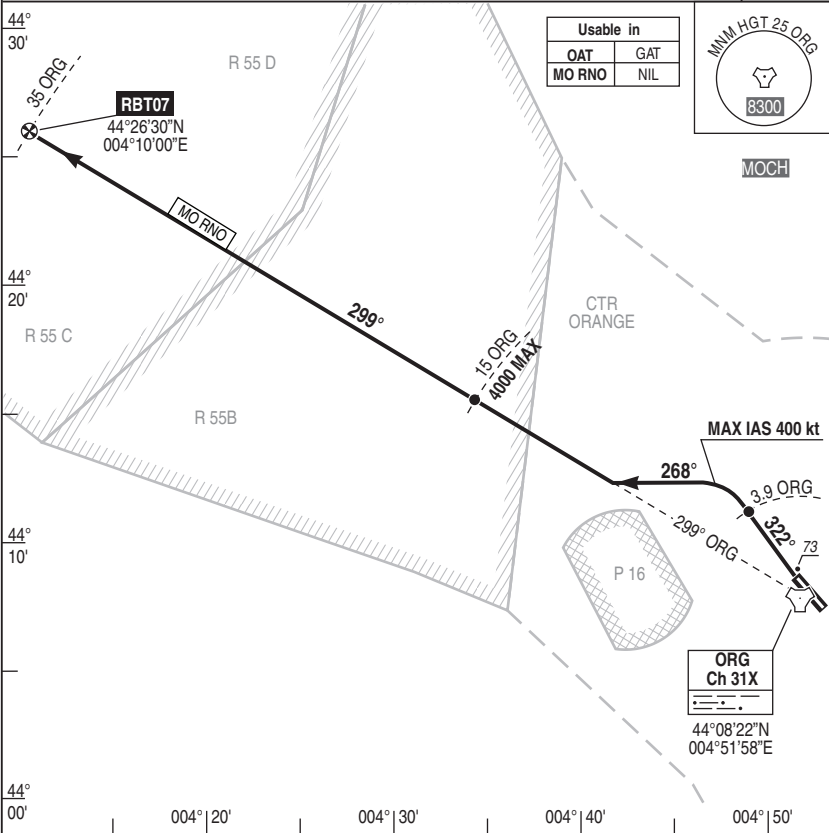 44°
30'
R 55 D
Usable in
OAT GAT
MO RNO NIL
MNM HGT 25 ORG
8300
MOCH
35 ORG
RBT07
44°26'30"N
004°10'00"E
MO RNO
44°
20'
299°
CTR
ORANGE
R 55 C
15 ORG
4000 MAX
R 55B
MAX IAS 400 kt
268°
3.9 ORG
322°
299° ORG
73
44°
10'
P 16
ORG
Ch 31X
44°08'22"N
004°51'58"E
44°
00'
004°20'
004°30'
004°40'
004°50'